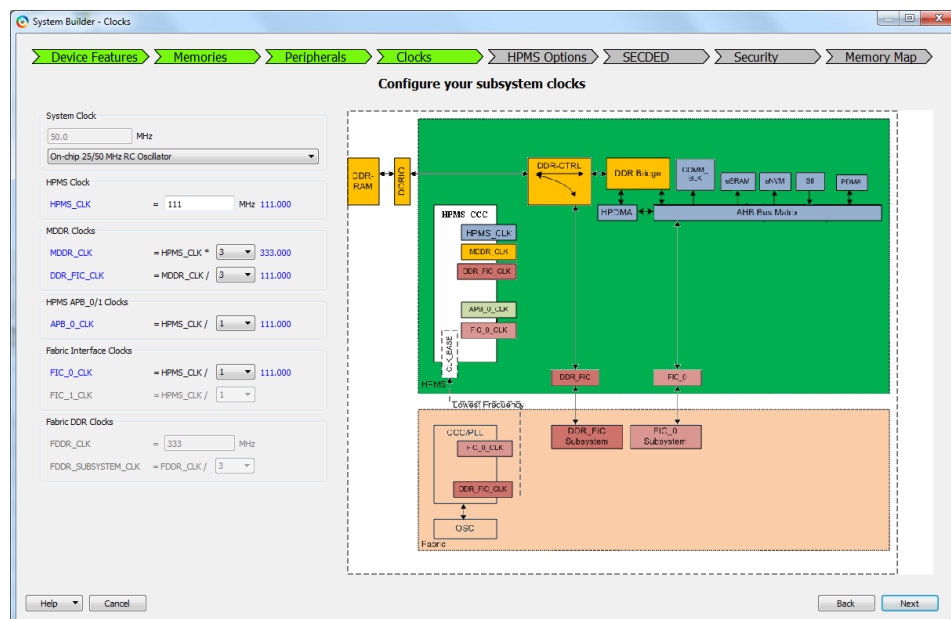 System Builder - Clocks
Device Features Memories Peripherals Clocks HPMS Options SECDED Security Memory Map
Configure your subsystem clocks
System Clock
50.0 MHz
On-chip 25/50 MHz RC Oscillator
HPMS Clock
HPMS_CLK = 111 MHz 111.000
MDDR Clocks
MDDR_CLK = HPMS_CLK * 3 333.000
DDR_FIC_CLK = MDDR_CLK / 3 111.000
HPMS APB_0/1 Clocks
APB_0_CLK = HPMS_CLK / 1 111.000
Fabric Interface Clocks
FIC_0_CLK = HPMS_CLK / 1 111.000
FIC_1_CLK = HPMS_CLK / 1
Fabric DDR Clocks
FDDR_CLK = 333 MHz
FDDR_SUBSYSTEM_CLK = FDDR_CLK / 3
DDR-
RAM
DDRIO
DDR-CTRL
DDR Bridge
COMM_
BLK
eSRAM
eNVM
SII
PDMA
HPDMA
AHB Bus Matrix
HPMS CCC
HPMS_CLK
MDDR_CLK
DDR_FIC_CLK
APB_0_CLK
FIC_0_CLK
CLK_BASE
HPMS
DDR_FIC
FIC_0
Lowest Frequency
CCC/PLL
FIC_0_CLK
DDR_FIC_CLK
OSC
Fabric
DDR_FIC
Subsystem
FIC_0
Subsystem
Help Cancel Back Next